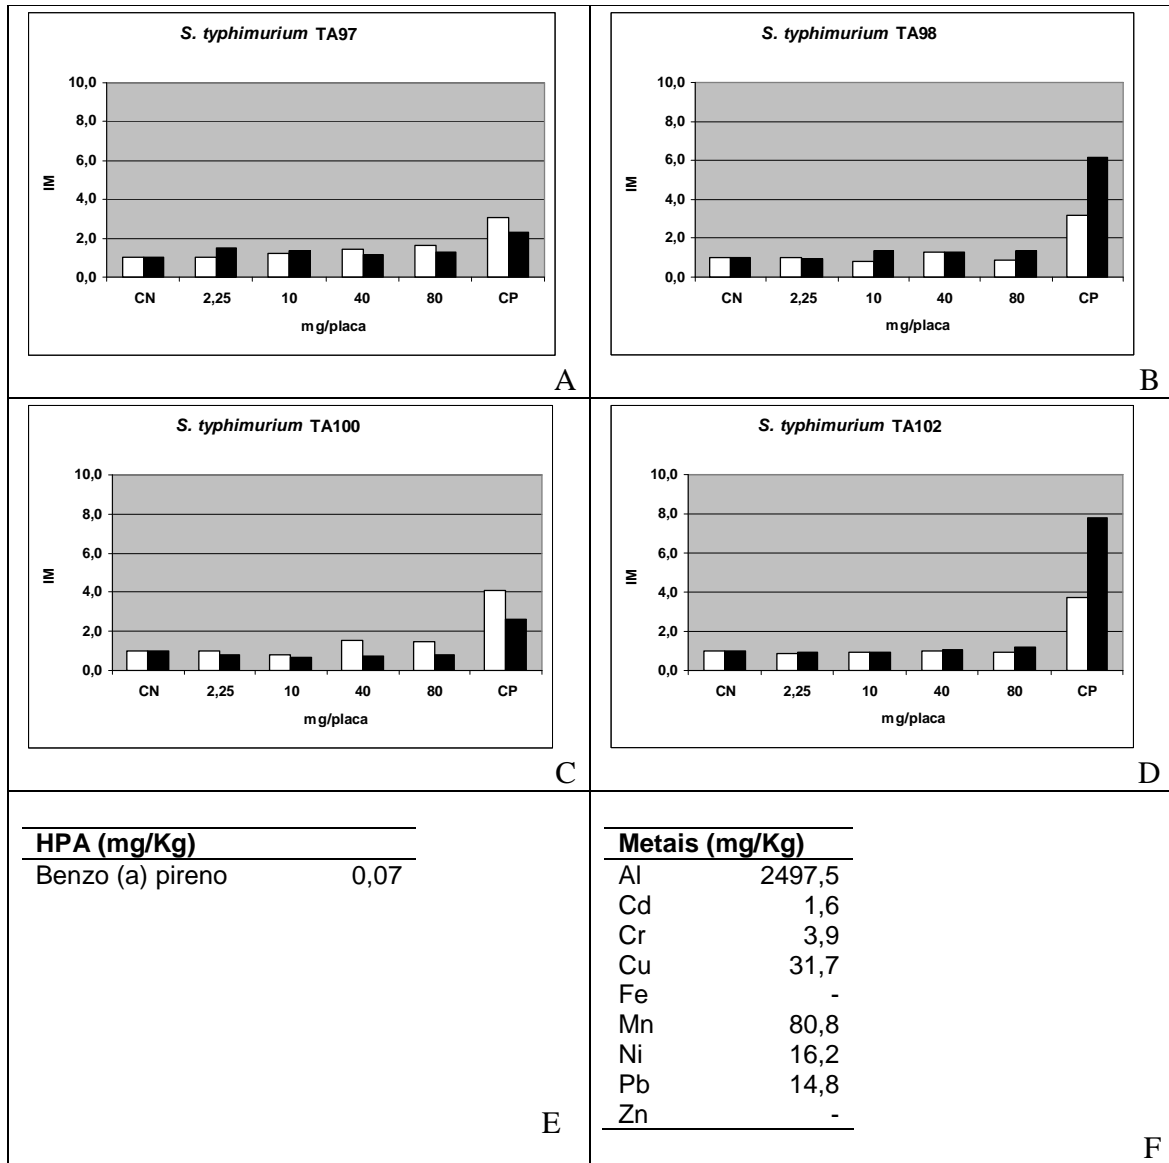 S. typhimurium TA97
10,0
8,0
6,0
4,0
2,0
0,0
IM
CN 2,25 10 40 80 CP
mg/placa
A
S. typhimurium TA98
10,0
8,0
6,0
4,0
2,0
0,0
IM
CN 2,25 10 40 80 CP
mg/placa
B
S. typhimurium TA100
10,0
8,0
6,0
4,0
2,0
0,0
IM
CN 2,25 10 40 80 CP
mg/placa
C
S. typhimurium TA102
10,0
8,0
6,0
4,0
2,0
0,0
IM
CN 2,25 10 40 80 CP
mg/placa
D
HPA (mg/Kg)
Benzo (a) pireno 0,07
E
Metais (mg/Kg)
Al 2497,5
Cd 1,6
Cr 3,9
Cu 31,7
Fe -
Mn 80,8
Ni 16,2
Pb 14,8
Zn -
F